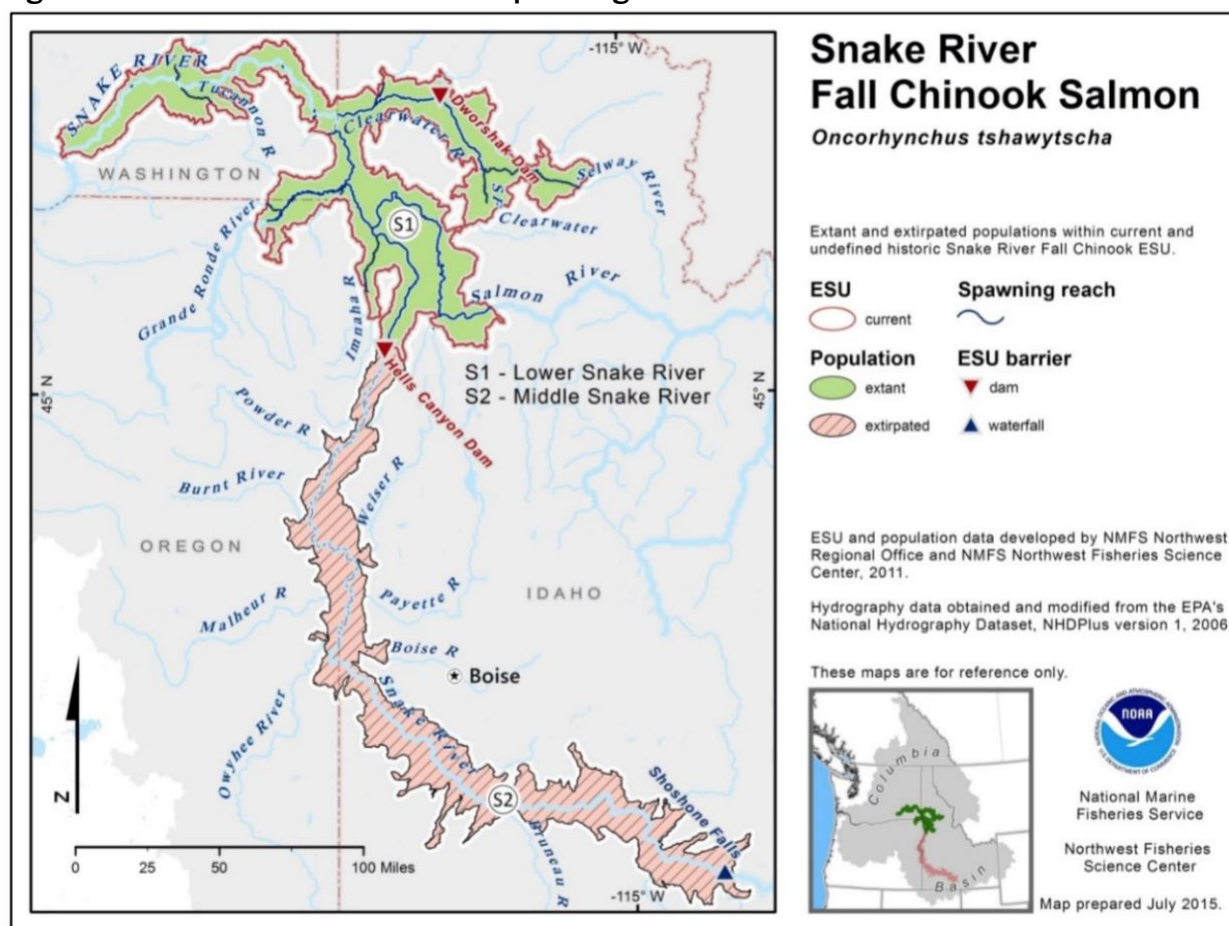 SNAKE RIVER
Tucannon R
WASHINGTON
-115° W
Clearwater R
Dworshak Dam
Selway
River
SF
Clearwater
S1
Grande Ronde River
Imnaha R
Salmon
River
S1 - Lower Snake River
S2 - Middle Snake River
45° N
45° N
Hells Canyon Dam
Powder R
Burnt River
Weiser R
OREGON
IDAHO
Malheur R
Payette R
Boise R
Boise
Owyhee River
Snake River
S2
Shoshone Falls
Bruneau R
N
0 25 50 100 Miles
-115° W
Snake River
Fall Chinook Salmon
Oncorhynchus tshawytscha
Extant and extirpated populations within current and
undefined historic Snake River Fall Chinook ESU.
ESU
current
Spawning reach
Population
extant
extirpated
ESU barrier
dam
waterfall
ESU and population data developed by NMFS Northwest
Regional Office and NMFS Northwest Fisheries Science
Center, 2011.
Hydrography data obtained and modified from the EPA's
National Hydrography Dataset, NHDPlus version 1, 2006
These maps are for reference only.
Columbia
Basin
NOAA
National Marine
Fisheries Service
Northwest Fisheries
Science Center
Map prepared July 2015.